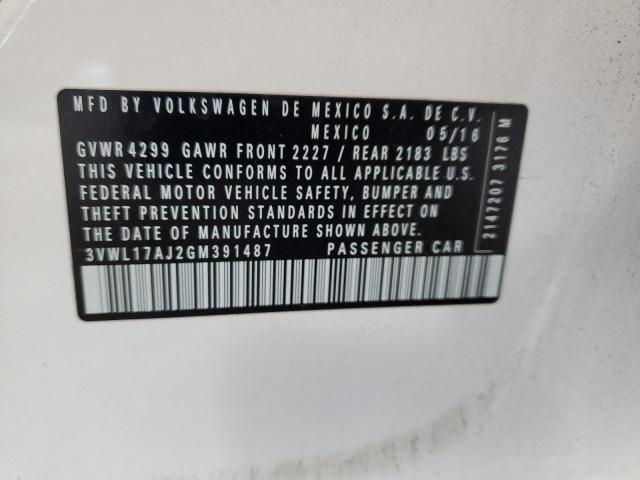 MFD BY VOLKSWAGEN DE MEXICO S.A. DE C.V.
MEXICO 05/16
GVWR 4299 GAWR FRONT 2227 / REAR 2183 LBS
THIS VEHICLE CONFORMS TO ALL APPLICABLE U.S.
FEDERAL MOTOR VEHICLE SAFETY, BUMPER AND
THEFT PREVENTION STANDARDS IN EFFECT ON
THE DATE OF MANUFACTURE SHOWN ABOVE.
3VWL17AJ2GM391487 PASSENGER CAR
2147207 3176 M